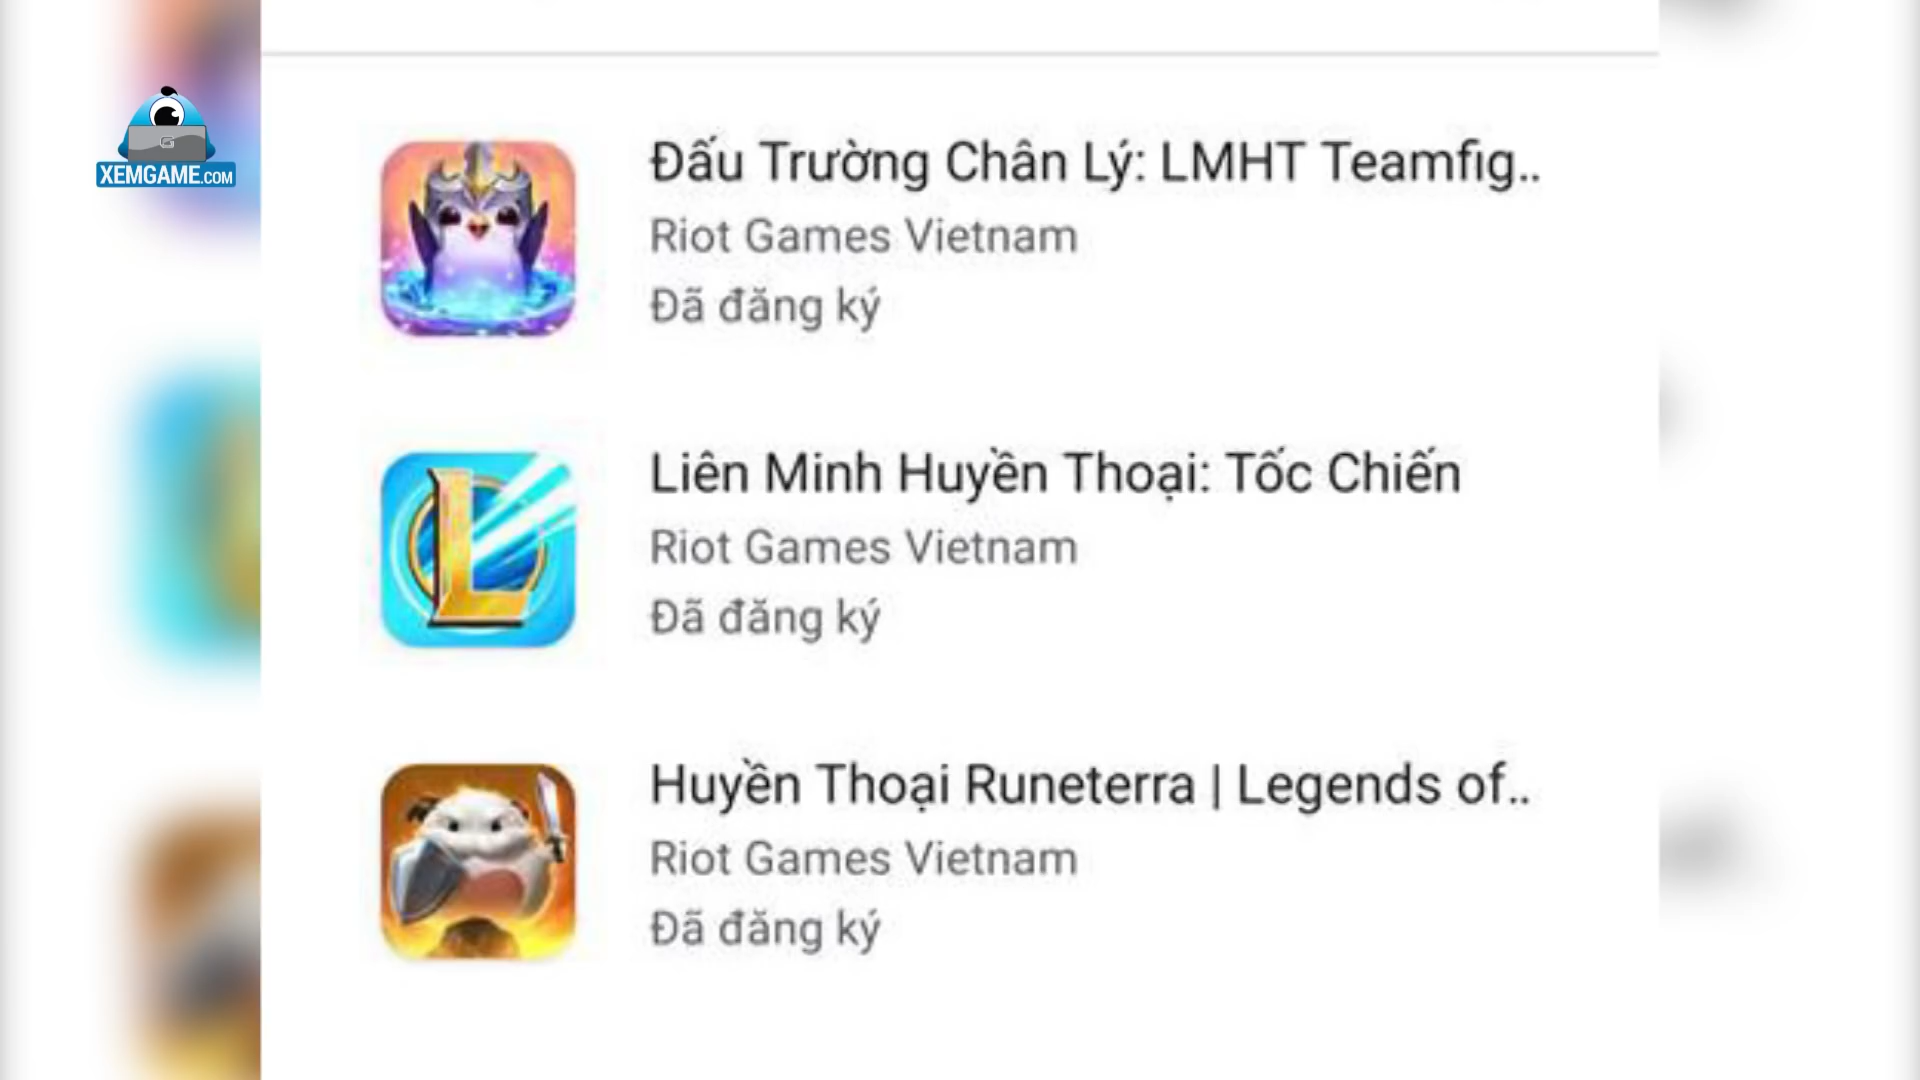 XEMGAME.COM
Đấu Trường Chân Lý: LMHT Teamfig..
Riot Games Vietnam
Đã đăng ký
Liên Minh Huyền Thoại: Tốc Chiến
Riot Games Vietnam
Đã đăng ký
Huyền Thoại Runeterra | Legends of..
Riot Games Vietnam
Đã đăng ký